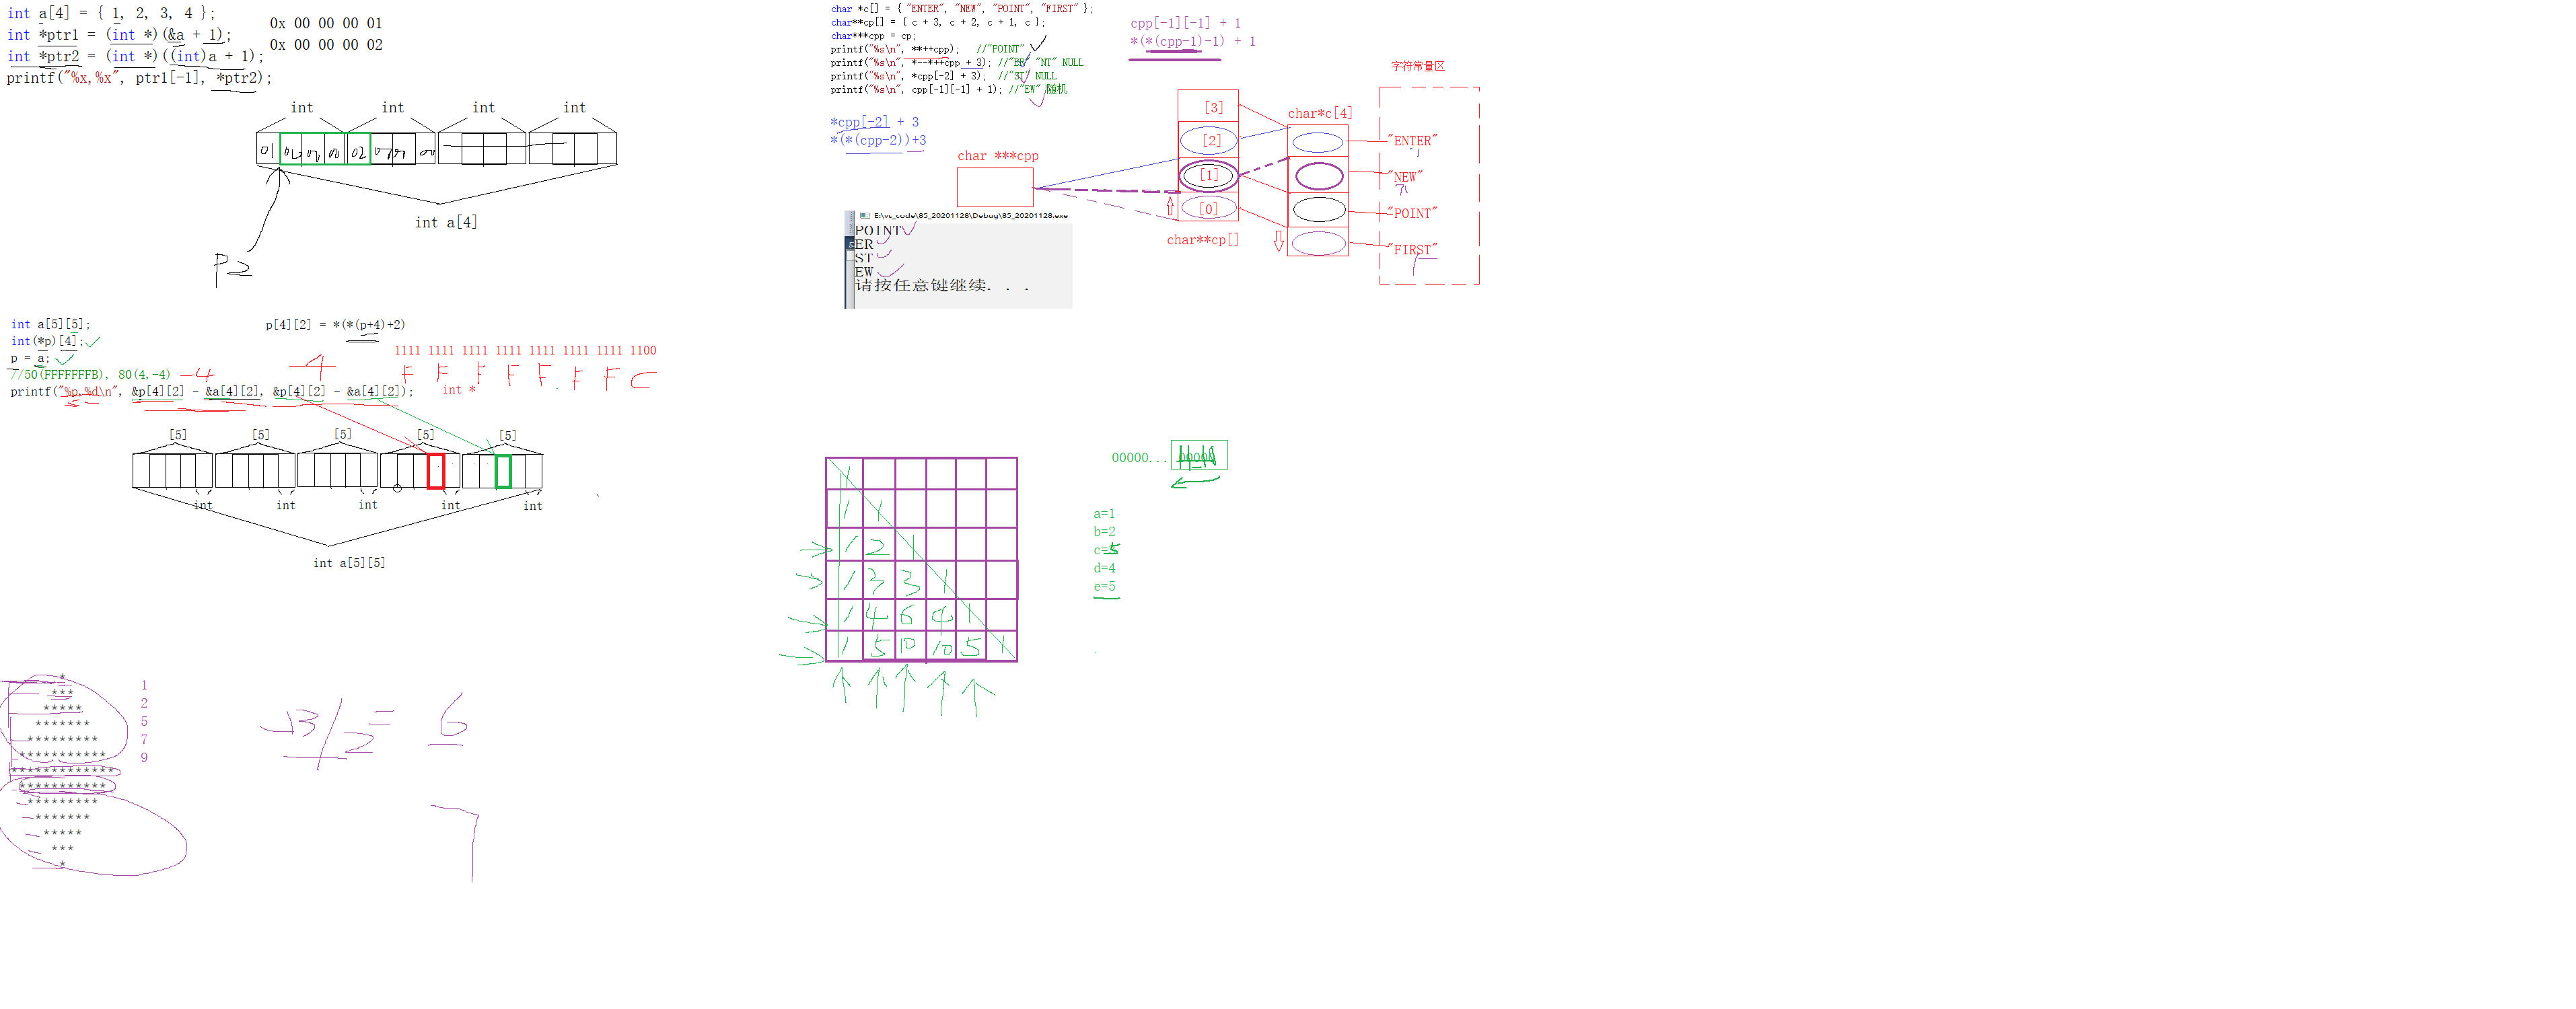 int a[4] = { 1, 2, 3, 4 };
int *ptr1 = (int *)(&a + 1);
int *ptr2 = (int *)((int)a + 1);
printf("%x,%x", ptr1[-1], *ptr2);
0x 00 00 00 01
0x 00 00 00 02
int int int int
01 00 00 00 02 00 00 00
int a[4]
P2
char *c[] = { "ENTER", "NEW", "POINT", "FIRST" };
char**cp[] = { c + 3, c + 2, c + 1, c };
char***cpp = cp;
printf("%s\n", **++cpp); //"POINT"
printf("%s\n", *--*++cpp + 3); //"ER" "NT" NULL
printf("%s\n", *cpp[-2] + 3); //"ST" NULL
printf("%s\n", cpp[-1][-1] + 1); //"EW" 随机
cpp[-1][-1] + 1
*(*(cpp-1)-1) + 1
*cpp[-2] + 3
*(*(cpp-2))+3
char ***cpp
[3]
[2]
[1]
[0]
char**cp[]
char*c[4]
字符常量区
"ENTER"
"NEW"
"POINT"
"FIRST"
E:\vs_code\85_20201128\Debug\85_20201128.exe
POINT
ER
ST
EW
请按任意键继续. . .
int a[5][5];
int(*p)[4];
p = a;
//50(FFFFFFFB), 80(4,-4) -4
printf("%p,%d\n", &p[4][2] - &a[4][2], &p[4][2] - &a[4][2]);
p[4][2] = *(*(p+4)+2)
-4
1111 1111 1111 1111 1111 1111 1111 1100
F F F F F F F C
int *
[5] [5] [5] [5] [5]
int int int int int
int a[5][5]
1
1 1
1 2 1
1 3 3 1
1 4 6 4 1
1 5 10 10 5 1
00000... 00000
a=1
b=2
c=5
d=4
e=5
*
***
*****
*******
*********
***********
*************
***********
*********
*******
*****
***
*
1
2
5
7
9
13/2= 6
7